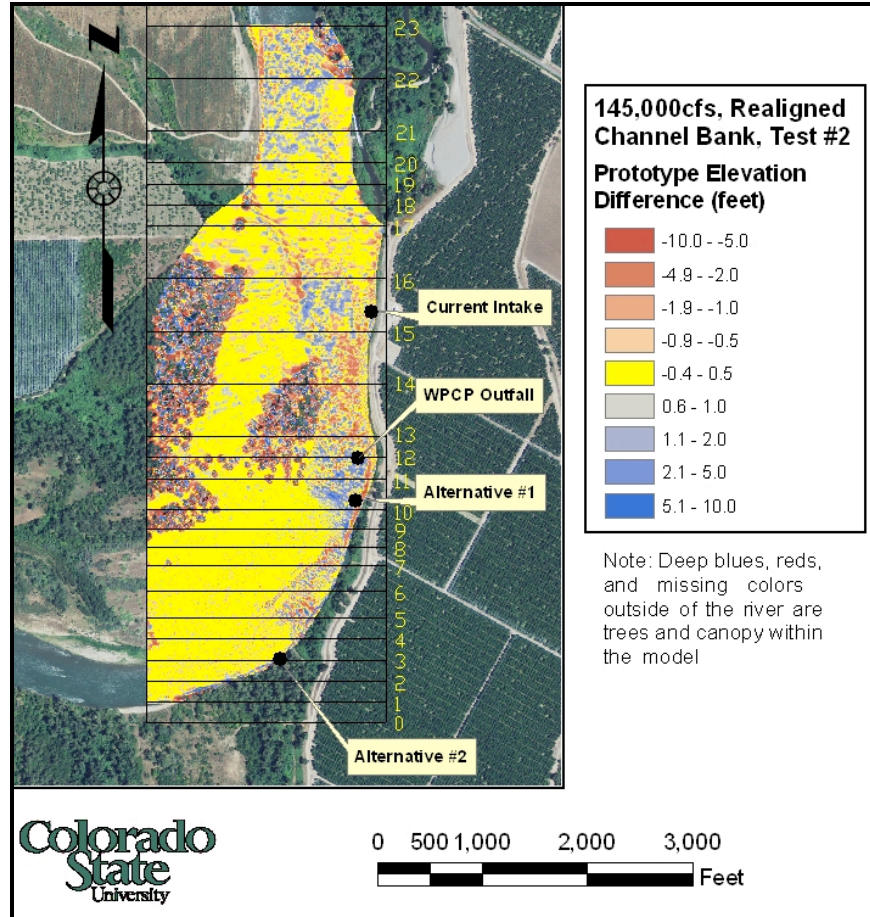 N
23
22
21
20
19
18
17
16
15
14
13
12
11
10
9
8
7
6
5
4
3
2
1
0
Current Intake
WPCP Outfall
Alternative #1
Alternative #2
145,000cfs, Realigned
Channel Bank, Test #2
Prototype Elevation
Difference (feet)
-10.0 - -5.0
-4.9 - -2.0
-1.9 - -1.0
-0.9 - -0.5
-0.4 - 0.5
0.6 - 1.0
1.1 - 2.0
2.1 - 5.0
5.1 - 10.0
Note: Deep blues, reds,
and missing colors
outside of the river are
trees and canopy within
the model
Colorado
State
University
0 500 1,000 2,000 3,000
Feet